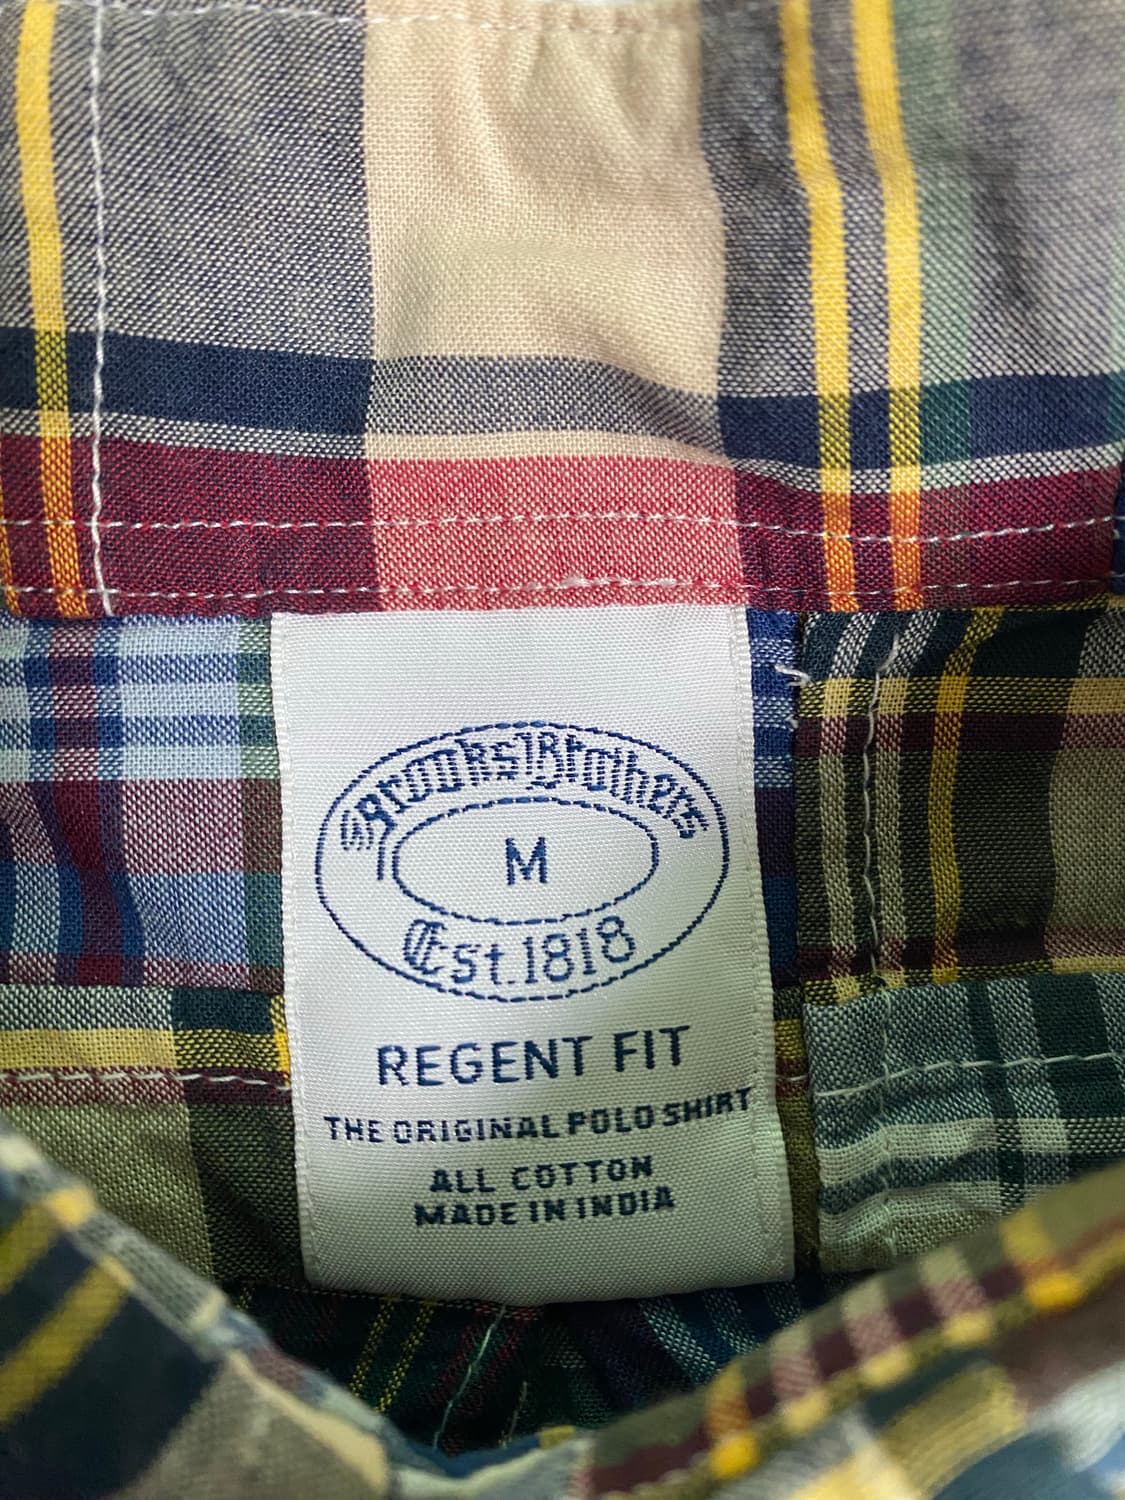 Brooks Brothers
M
Est. 1818
REGENT FIT
THE ORIGINAL POLO SHIRT
ALL COTTON
MADE IN INDIA